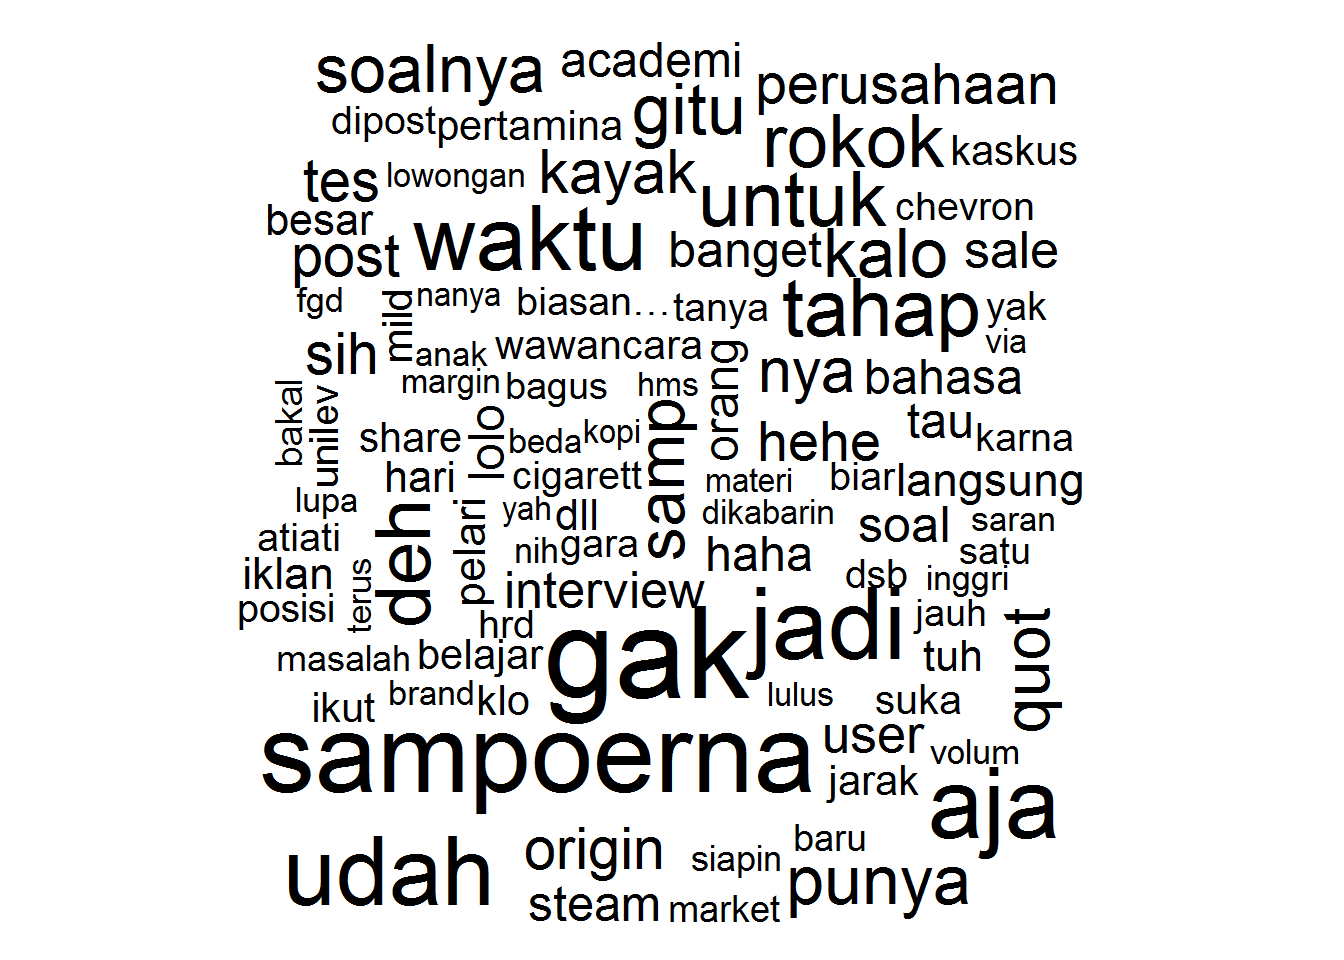 soalnya academi
perusahaan
dipost pertamina gitu
rokok kaskus
tes lowongan kayak
untuk chevron
besar
post waktu banget kalo sale
fgd mild nanya biasan… tanya tahap yak
via
sih anak wawancara orang
margin bagus hms nya bahasa
bakal unilev share lolo beda kopi samp hehe tau karna
hari cigarett materi biar langsung
lupa deh pelari yah dll dikabarin soal saran
atiati nih gara haha satu
iklan terus interview dsb inggri
posisi hrd jauh
masalah belajar gak jadi tuh quot
ikut brand klo lulus suka
sampoerna user volum
jarak aja
udah origin siapin baru
steam market punya